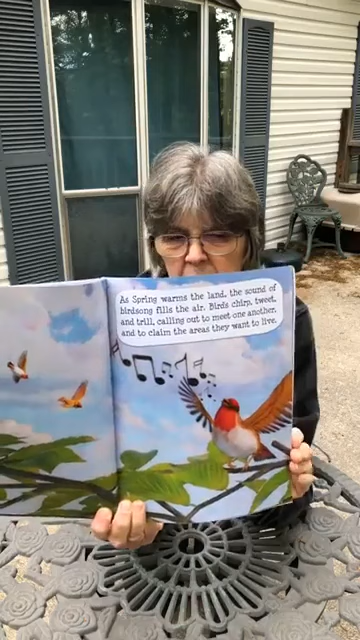 As Spring warms the land, the sound of
birdsong fills the air. Birds chirp, tweet,
and trill, calling out to meet one another,
and to claim the areas they want to live.